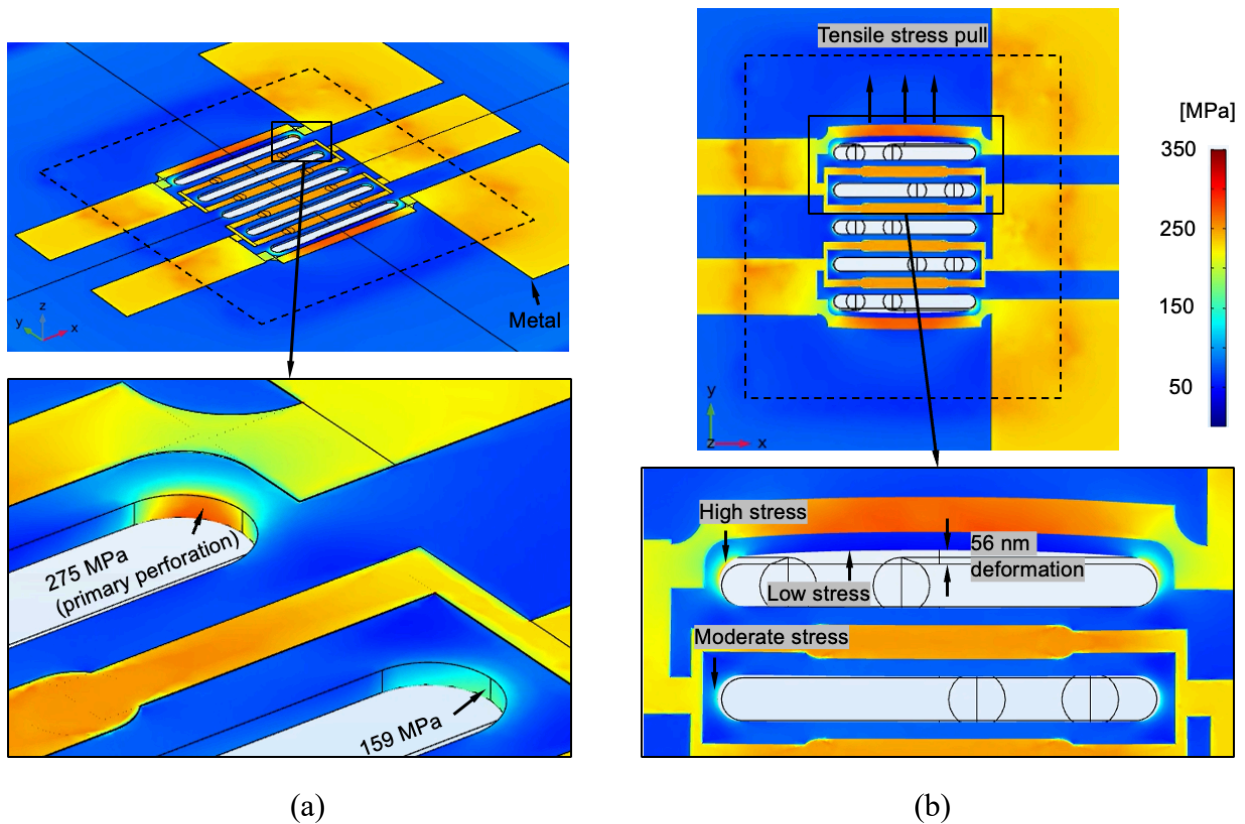 Metal
y
z
x
275 MPa
(primary perforation)
159 MPa
(a)
Tensile stress pull
[MPa]
350
250
150
50
y
z
x
High stress
56 nm
deformation
Low stress
Moderate stress
(b)